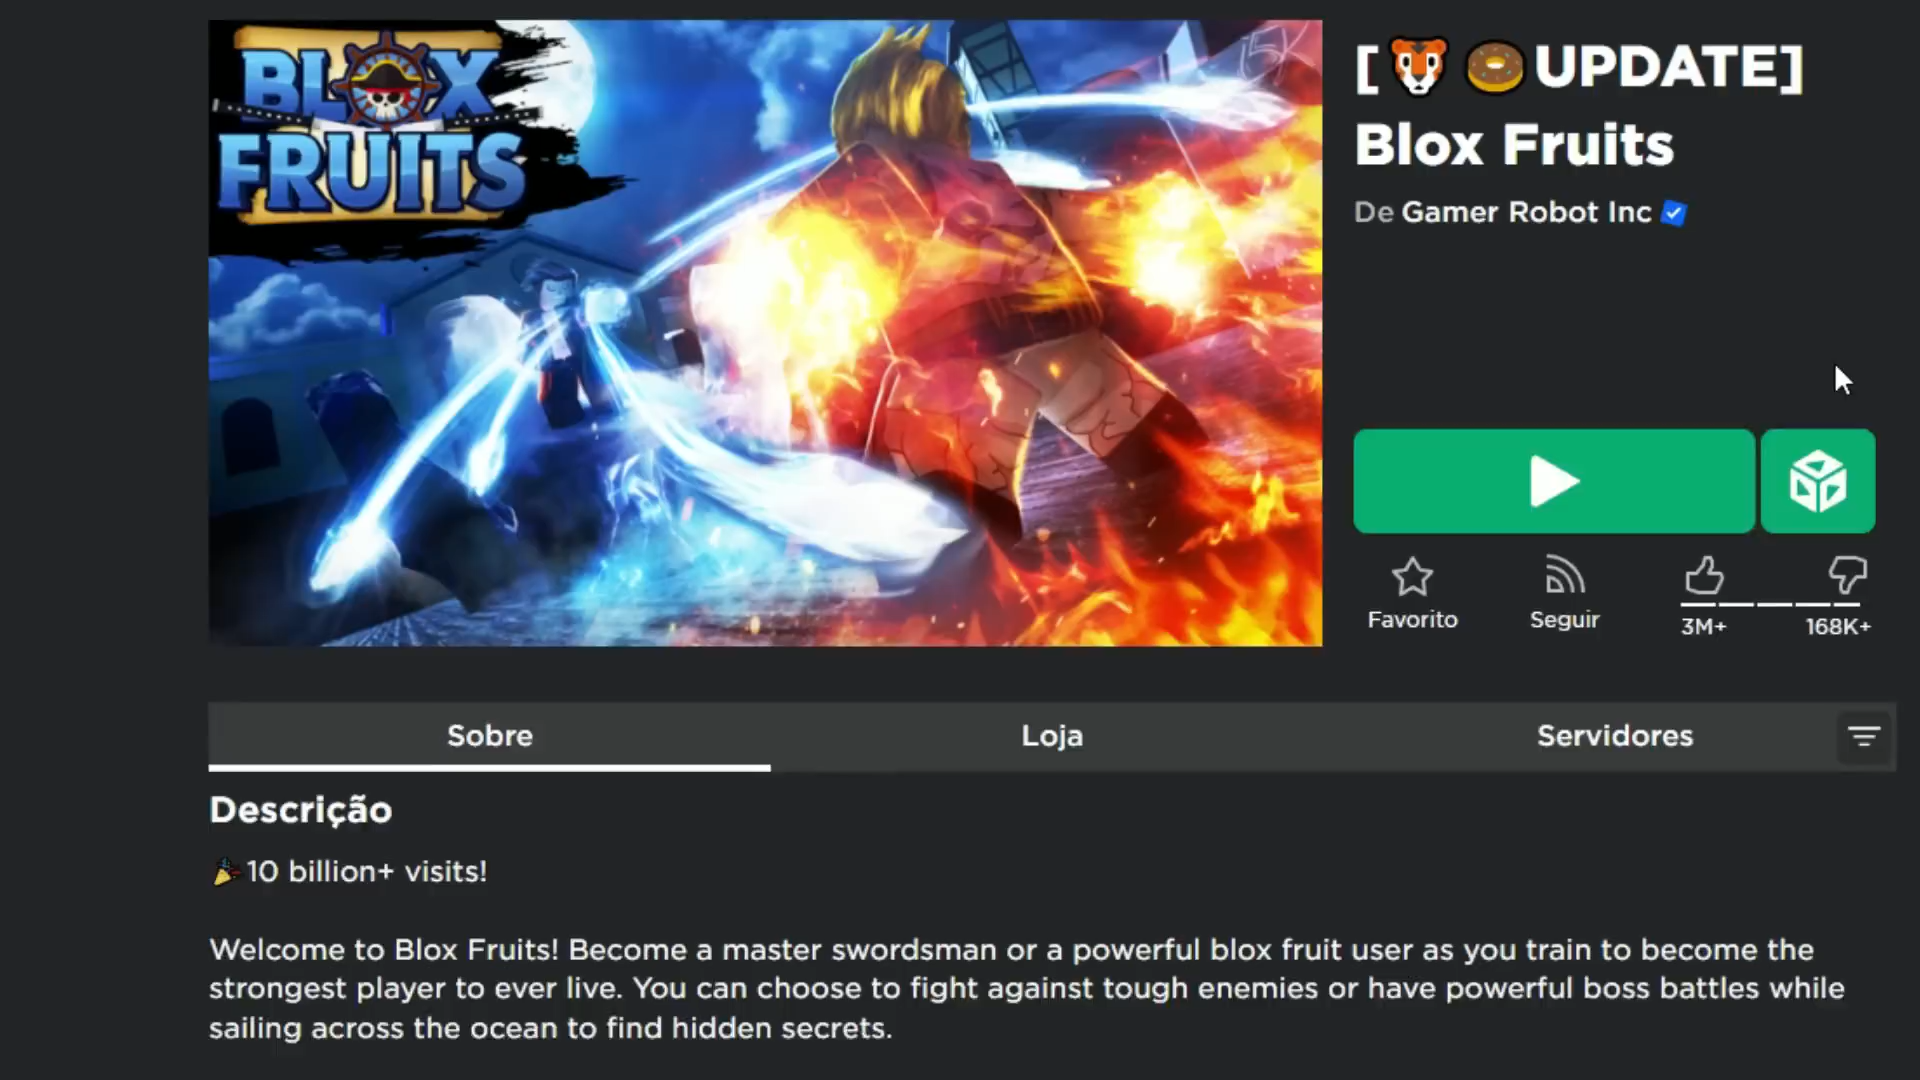 BLOX
FRUITS
[🐯🍩UPDATE]
Blox Fruits
De Gamer Robot Inc
Favorito
Seguir
3M+
168K+
Sobre
Loja
Servidores
Descrição
🎉10 billion+ visits!
Welcome to Blox Fruits! Become a master swordsman or a powerful blox fruit user as you train to become the
strongest player to ever live. You can choose to fight against tough enemies or have powerful boss battles while
sailing across the ocean to find hidden secrets.